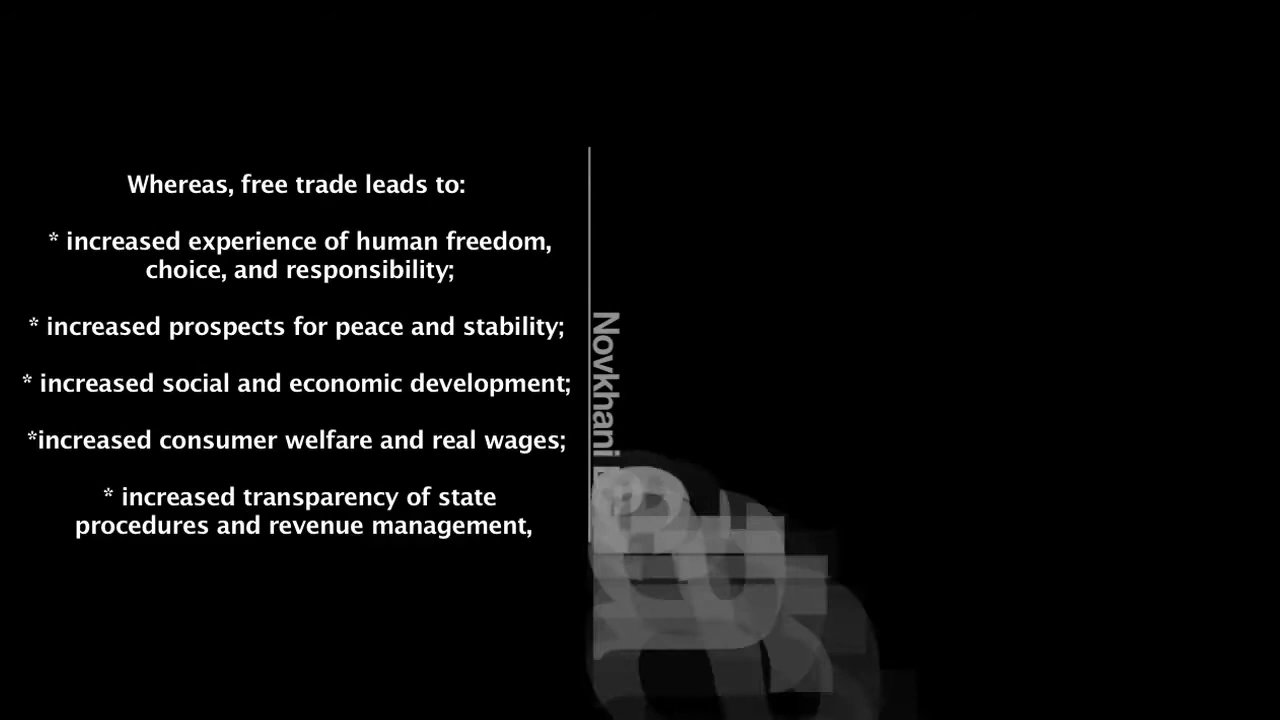 Whereas, free trade leads to:
* increased experience of human freedom,
choice, and responsibility;
* increased prospects for peace and stability;
* increased social and economic development;
*increased consumer welfare and real wages;
* increased transparency of state
procedures and revenue management,
Novkhani